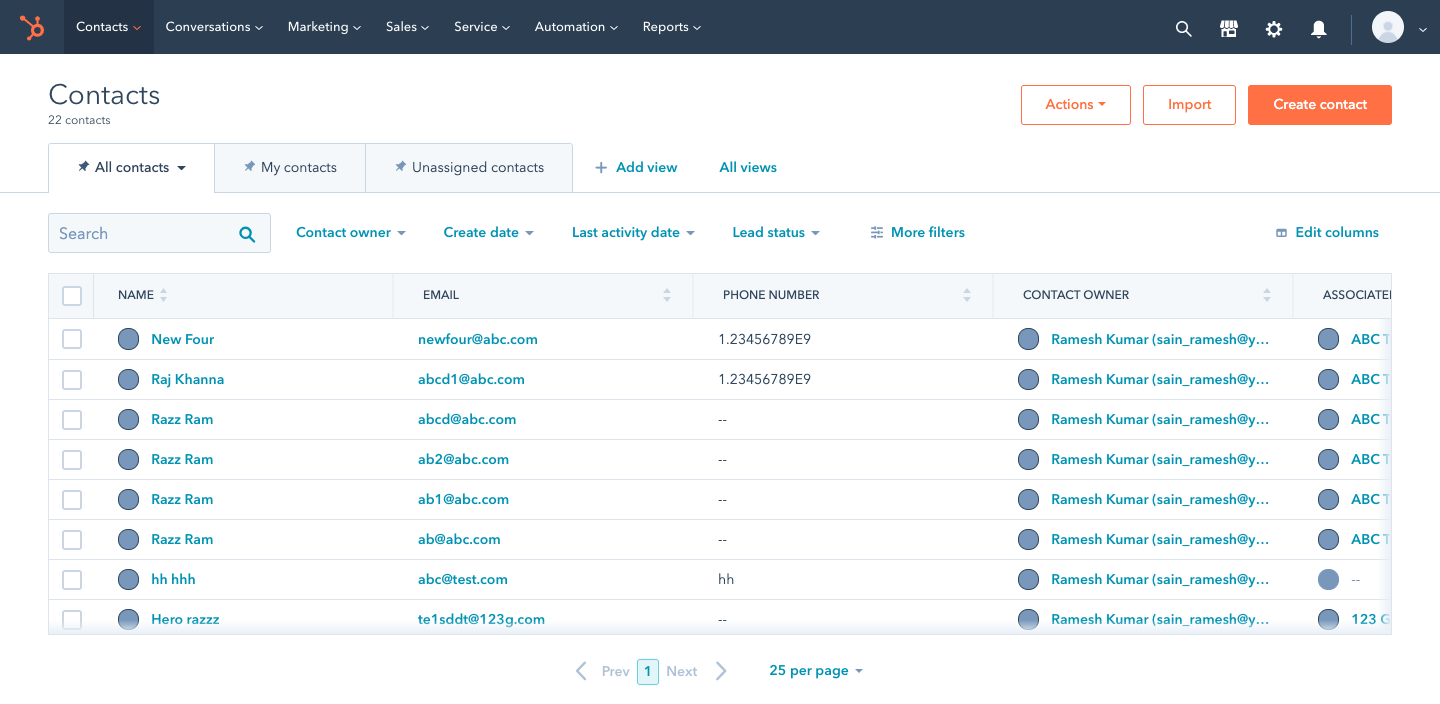 Contacts Conversations Marketing Sales Service Automation Reports
Contacts
22 contacts
Actions Import Create contact
All contacts My contacts Unassigned contacts + Add view All views
Search Contact owner Create date Last activity date Lead status More filters Edit columns
NAME EMAIL PHONE NUMBER CONTACT OWNER
New Four newfour@abc.com 1.23456789E9 Ramesh Kumar (sain_ramesh@y... ABC T
Raj Khanna abcd1@abc.com 1.23456789E9 Ramesh Kumar (sain_ramesh@y... ABC T
Razz Ram abcd@abc.com -- Ramesh Kumar (sain_ramesh@y... ABC T
Razz Ram ab2@abc.com -- Ramesh Kumar (sain_ramesh@y... ABC T
Razz Ram ab1@abc.com -- Ramesh Kumar (sain_ramesh@y... ABC T
Razz Ram ab@abc.com -- Ramesh Kumar (sain_ramesh@y... ABC T
hh hhh abc@test.com hh Ramesh Kumar (sain_ramesh@y... --
Hero razzz te1sddt@123g.com -- Ramesh Kumar (sain_ramesh@y... 123 G
Prev 1 Next 25 per page